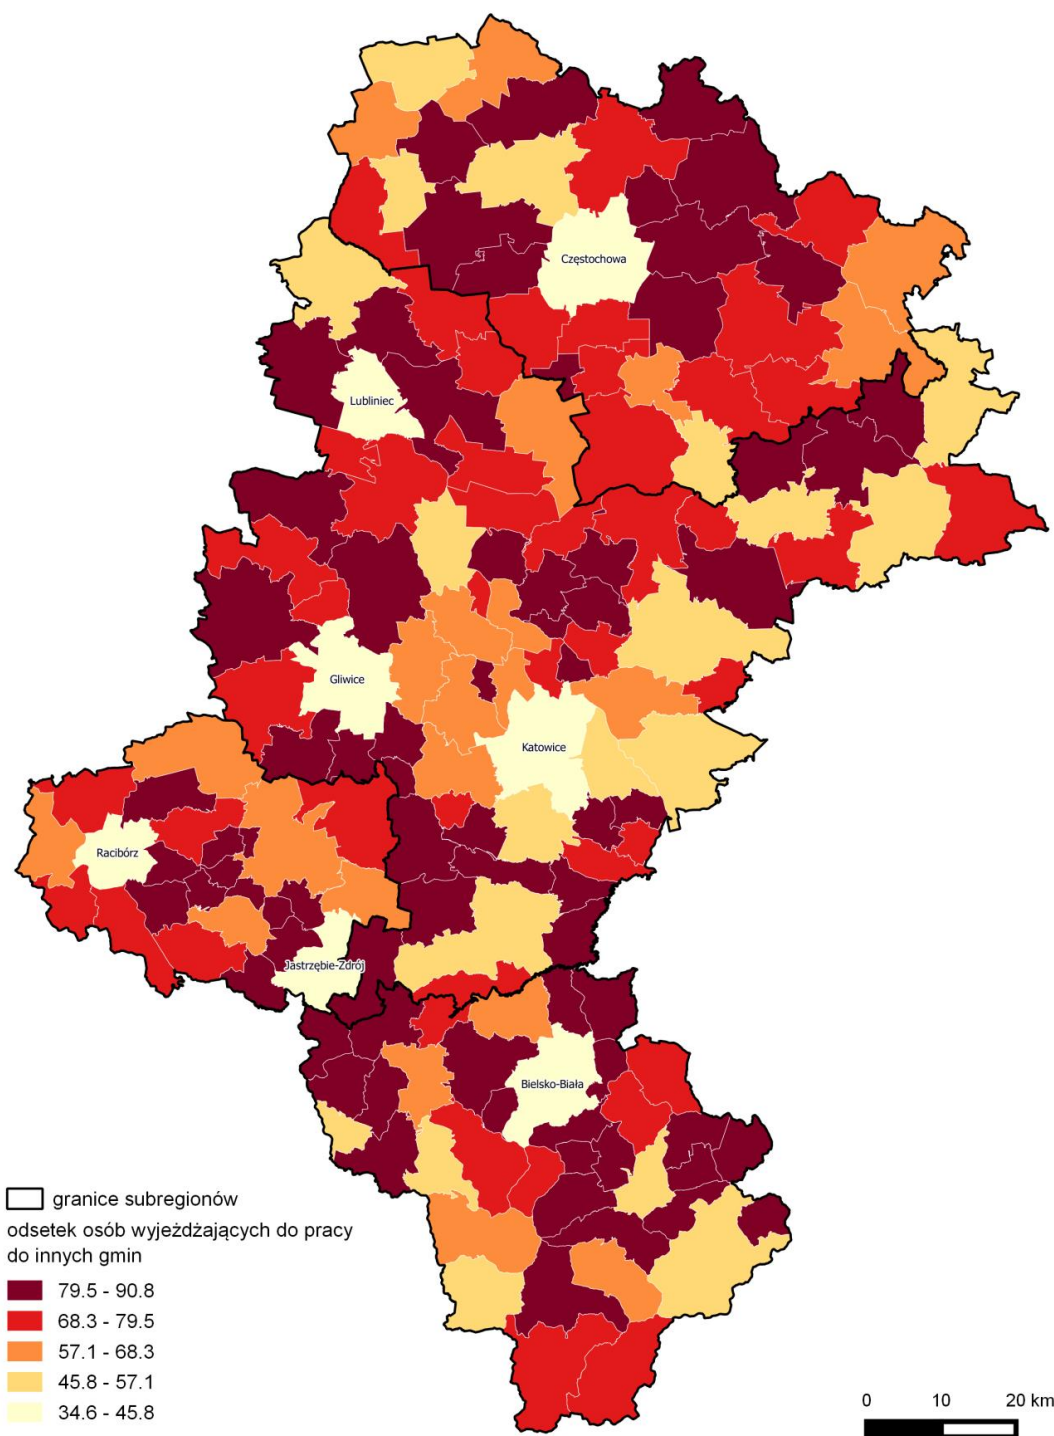 Częstochowa
Lubliniec
Gliwice
Katowice
Racibórz
Jastrzębie-Zdrój
Bielsko-Biała
granice subregionów
odsetek osób wyjeżdżających do pracy
do innych gmin
79.5 - 90.8
68.3 - 79.5
57.1 - 68.3
45.8 - 57.1
34.6 - 45.8
0 10 20 km